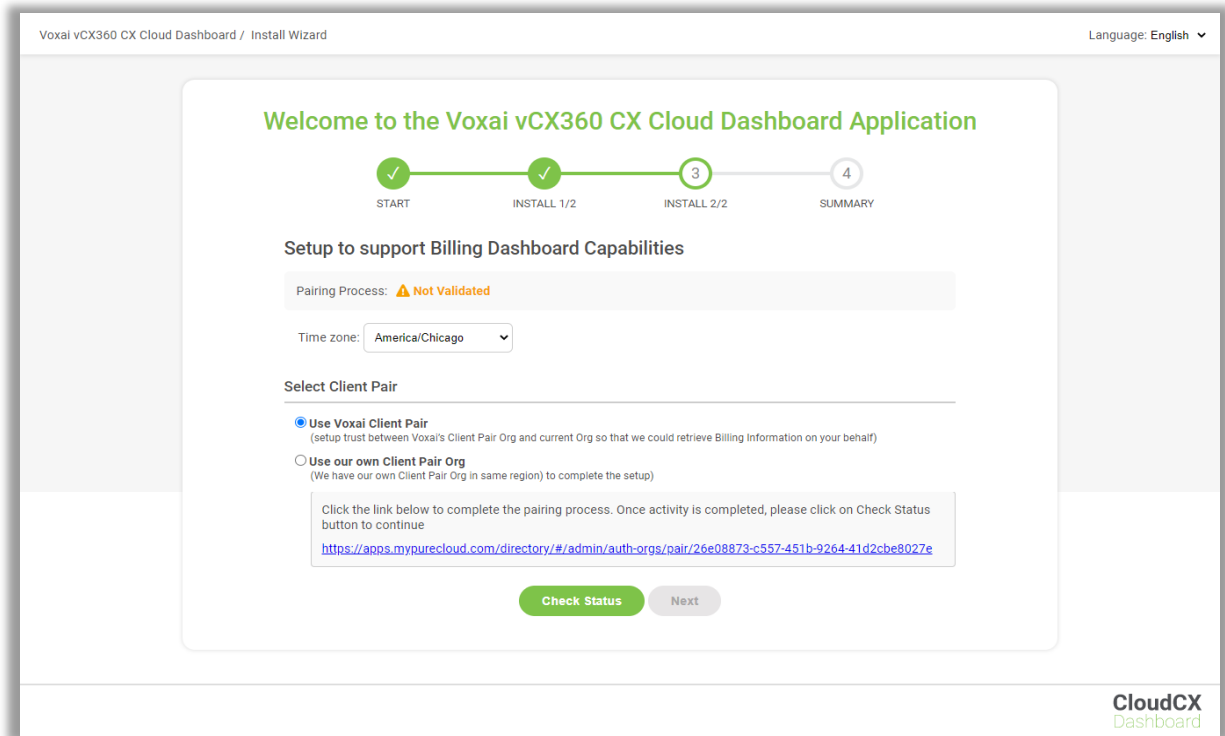 Voxai vCX360 CX Cloud Dashboard / Install Wizard
Language: English
Welcome to the Voxai vCX360 CX Cloud Dashboard Application
3
4
START
INSTALL 1/2
INSTALL 2/2
SUMMARY
Setup to support Billing Dashboard Capabilities
Pairing Process: Not Validated
Time zone: America/Chicago
Select Client Pair
Use Voxai Client Pair
(setup trust between Voxai's Client Pair Org and current Org so that we could retrieve Billing Information on your behalf)
Use our own Client Pair Org
(We have our own Client Pair Org in same region) to complete the setup)
Click the link below to complete the pairing process. Once activity is completed, please click on Check Status
button to continue
https://apps.mypurecloud.com/directory/#/admin/auth-orgs/pair/26e08873-c557-451b-9264-41d2cbe8027e
Check Status
Next
CloudCX
Dashboard